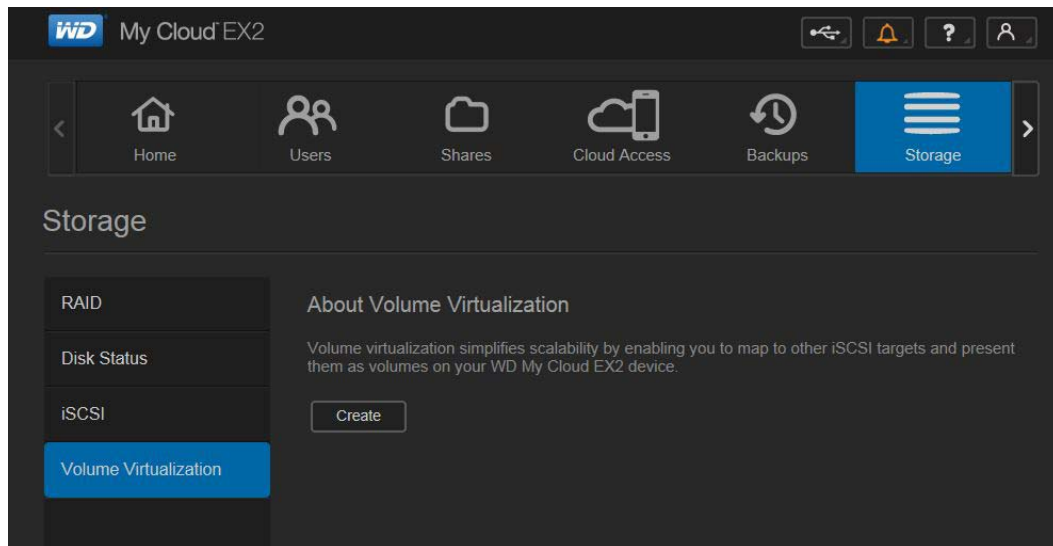 WD My Cloud EX2
?
Home Users Shares Cloud Access Backups Storage
Storage
RAID
About Volume Virtualization
Volume virtualization simplifies scalability by enabling you to map to other iSCSI targets and present
them as volumes on your WD My Cloud EX2 device.
Disk Status
iSCSI
Create
Volume Virtualization